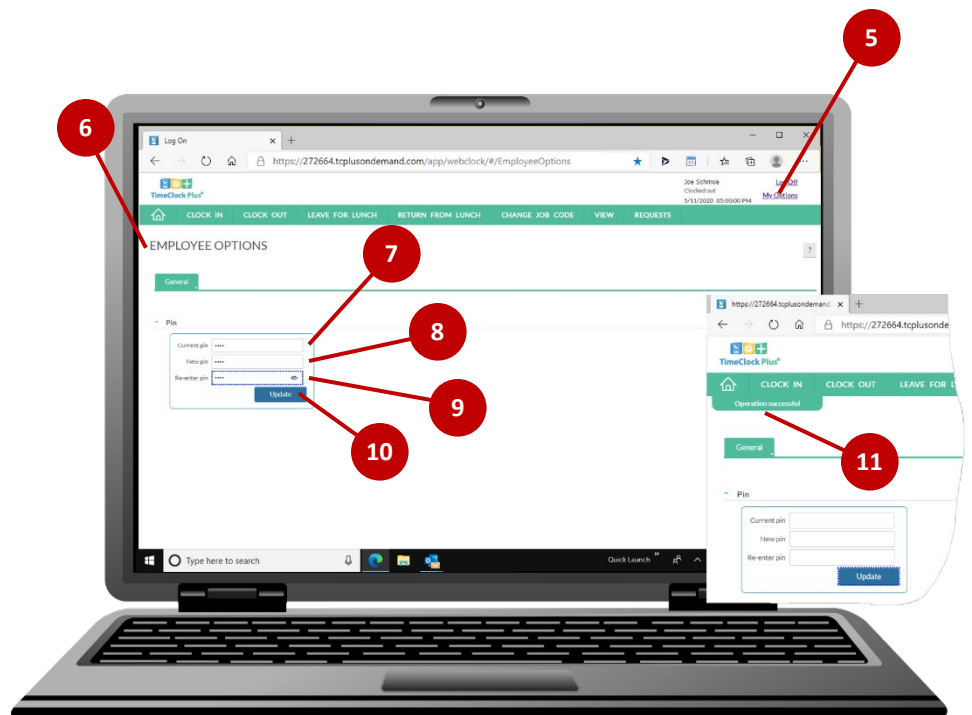 5
6
Log On
https://272664.tcplusondemand.com/app/webclock/#/EmployeeOptions
TimeClock Plus®
Joe Schmoe
Clocked out
5/11/2020 03:00:00 PM
Log Off
My Options
CLOCK IN CLOCK OUT LEAVE FOR LUNCH RETURN FROM LUNCH CHANGE JOB CODE VIEW REQUESTS
EMPLOYEE OPTIONS
?
General
Pin
Current pin ••••
New pin ••••
Re-enter pin ••••
Update
7
8
9
10
https://272664.tcplusondemand
https://272664.tcplusonde
TimeClock Plus®
CLOCK IN CLOCK OUT LEAVE FOR
Operation successful
11
General
Pin
Current pin
New pin
Re-enter pin
Update
Type here to search
Quick Launch